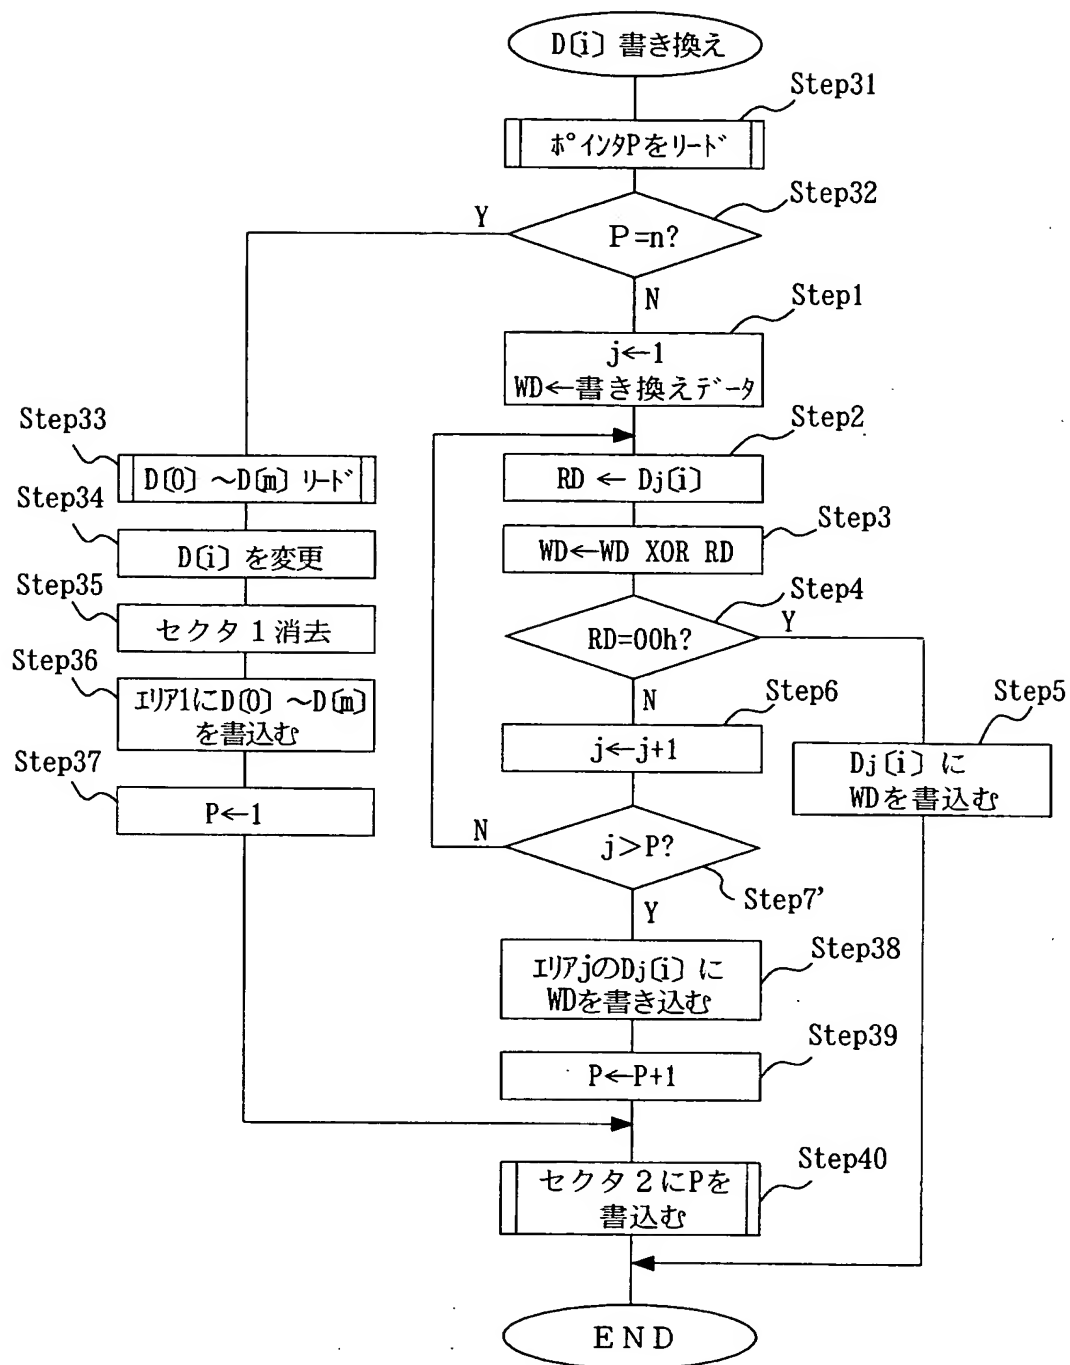 D〔i〕 書き換え
Step31
ポインタPをリード
Step32
P=n?
Y
N
Step1
j←1
WD←書き換えデータ
Step2
RD ← Dj〔i〕
Step3
WD←WD XOR RD
Step4
RD=00h?
Y
N
Step6
j←j+1
Step5
Dj〔i〕に
WDを書込む
j>P?
N
Step7'
Y
Step33
D〔0〕～D〔m〕リード
Step34
D〔i〕を変更
Step35
セクタ1消去
Step36
エリア1にD〔0〕～D〔m〕
を書込む
Step37
P←1
Step38
エリアjのDj〔i〕に
WDを書き込む
Step39
P←P+1
Step40
セクタ2にPを
書込む
END